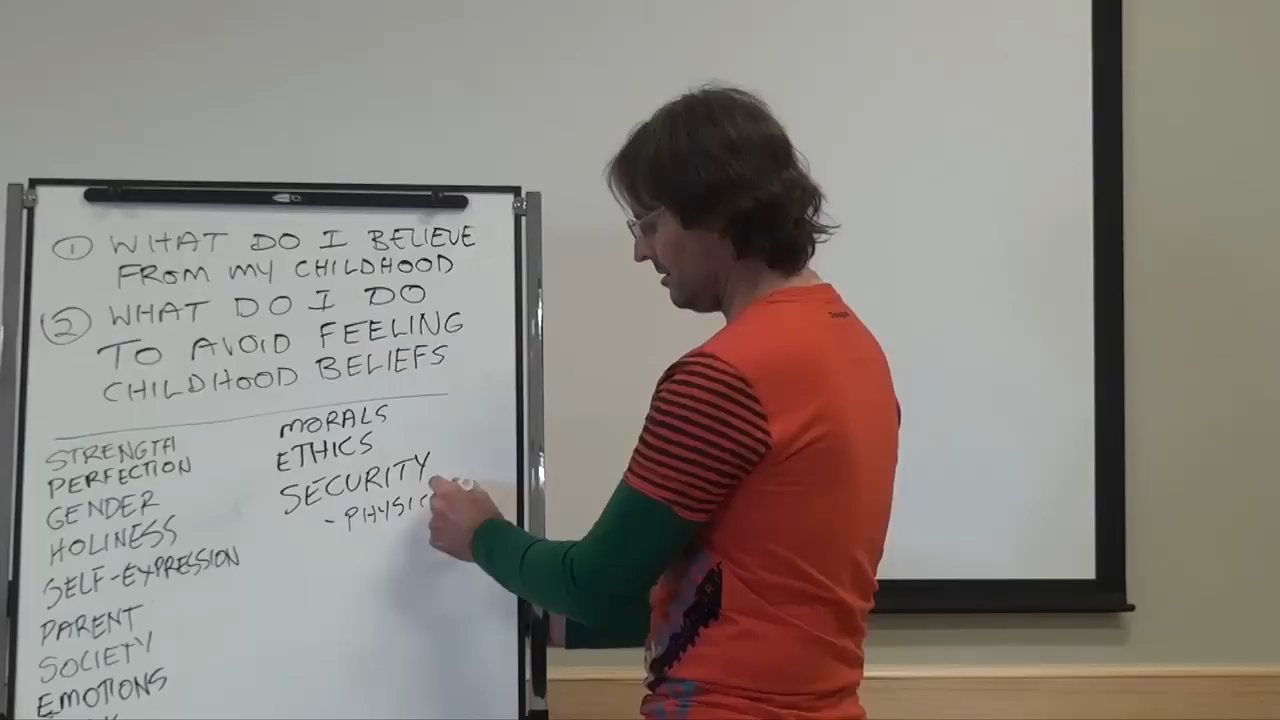 ① WHAT DO I BELIEVE
FROM MY CHILDHOOD
② WHAT DO I DO
TO AVOID FEELING
CHILDHOOD BELIEFS
STRENGTH
PERFECTION
GENDER
HOLINESS
SELF-EXPRESSION
PARENT
SOCIETY
EMOTIONS
MORALS
ETHICS
SECURITY
- PHYSIC